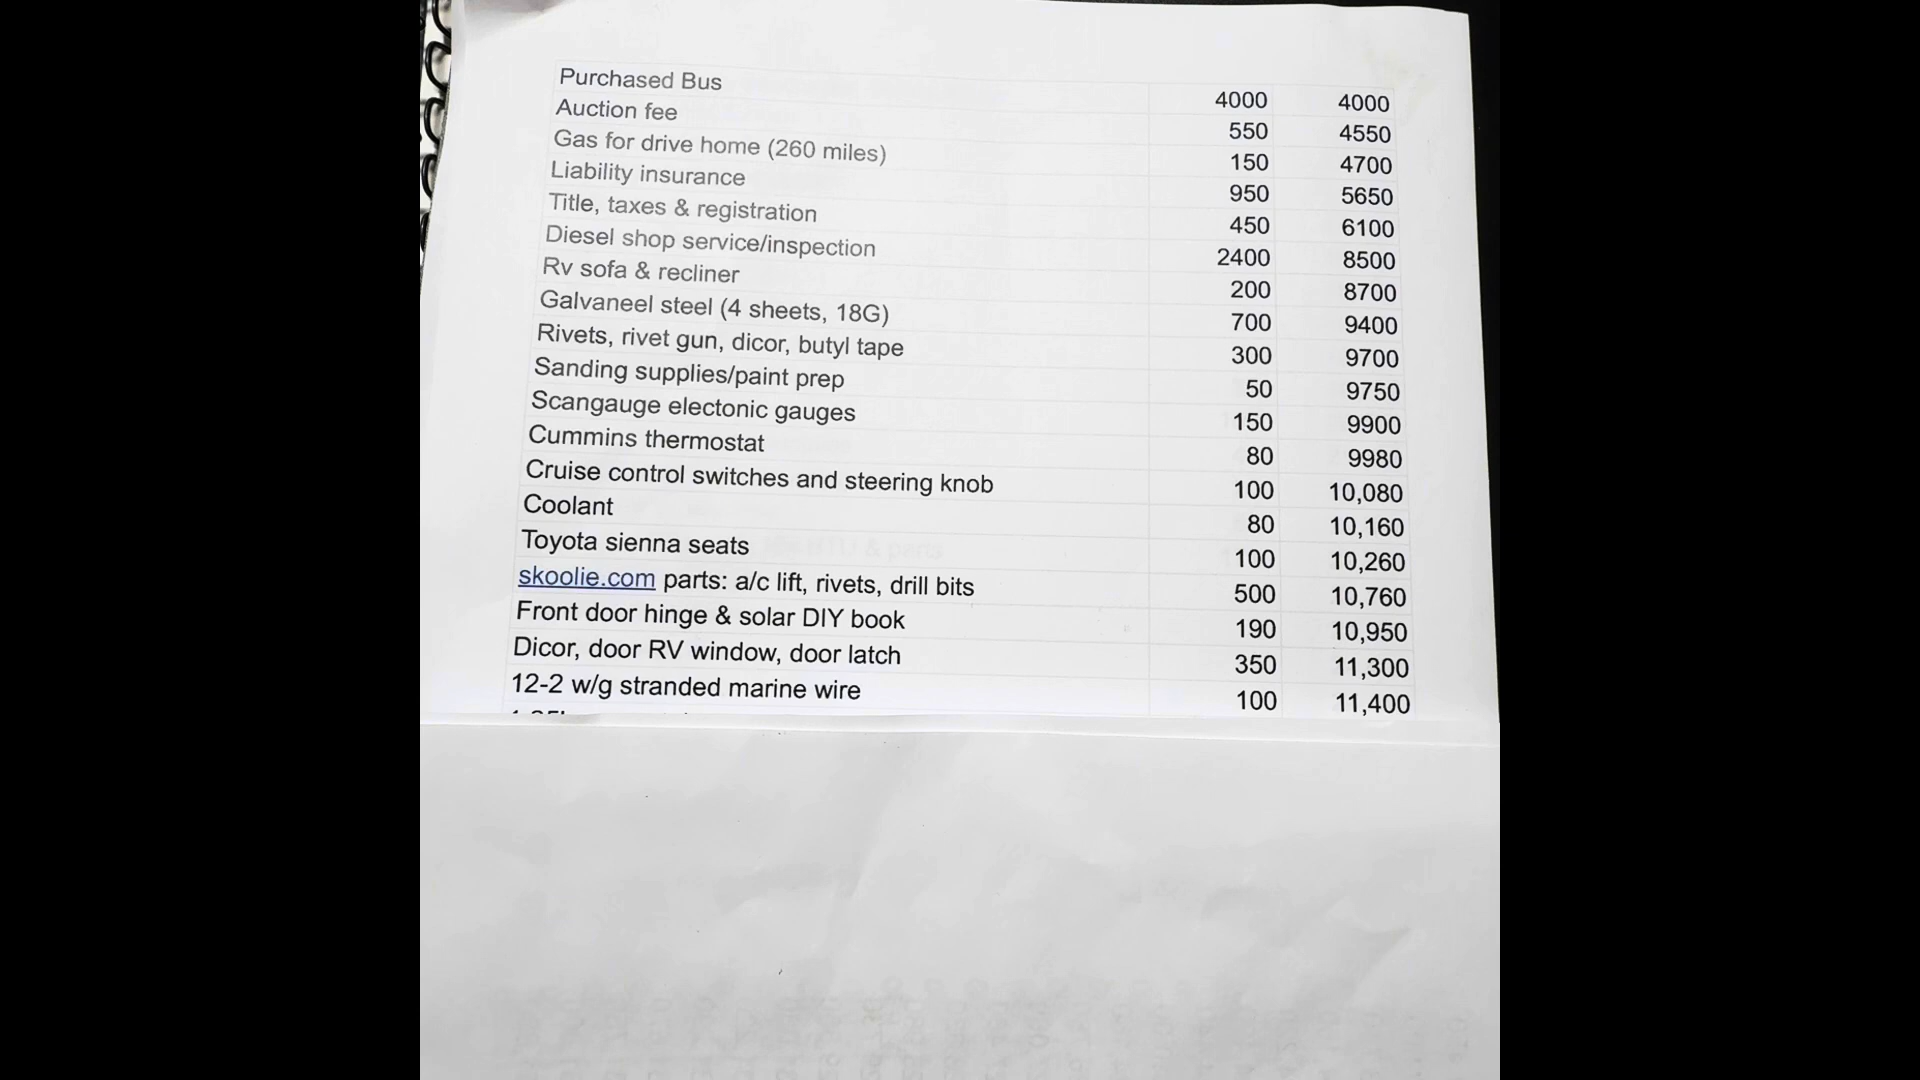 Purchased Bus 4000 4000
Auction fee 550 4550
Gas for drive home (260 miles) 150 4700
Liability insurance 950 5650
Title, taxes & registration 450 6100
Diesel shop service/inspection 2400 8500
Rv sofa & recliner 200 8700
Galvaneel steel (4 sheets, 18G) 700 9400
Rivets, rivet gun, dicor, butyl tape 300 9700
Sanding supplies/paint prep 50 9750
Scangauge electonic gauges 150 9900
Cummins thermostat 80 9980
Cruise control switches and steering knob 100 10,080
Coolant 80 10,160
Toyota sienna seats 100 10,260
skoolie.com parts: a/c lift, rivets, drill bits 500 10,760
Front door hinge & solar DIY book 190 10,950
Dicor, door RV window, door latch 350 11,300
12-2 w/g stranded marine wire 100 11,400